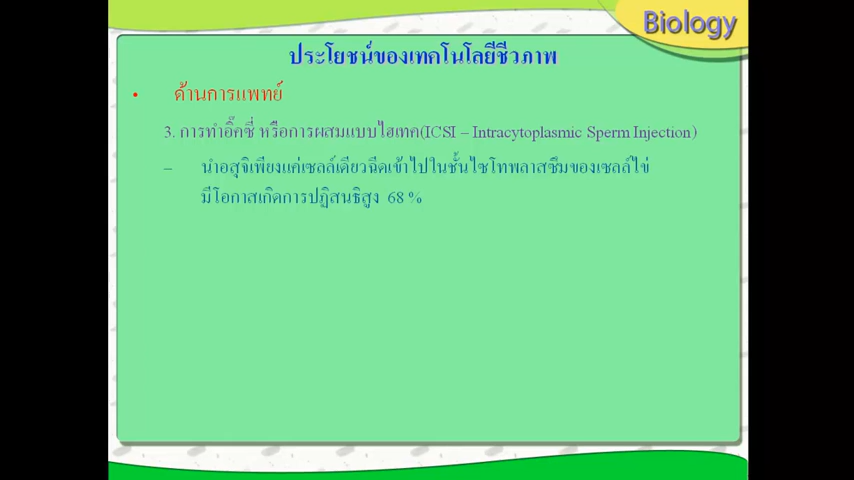 Biology
ประโยชน์ของเทคโนโลยีชีวภาพ
• ด้านการแพทย์
3. การทำอิ๊คซี่ หรือการผสมแบบไฮเทค(ICSI – Intracytoplasmic Sperm Injection)
– นำอสุจิเพียงแค่เซลล์เดียวฉีดเข้าไปในชั้นไซโทพลาสซึมของเซลล์ไข่
มีโอกาสเกิดการปฏิสนธิสูง 68 %